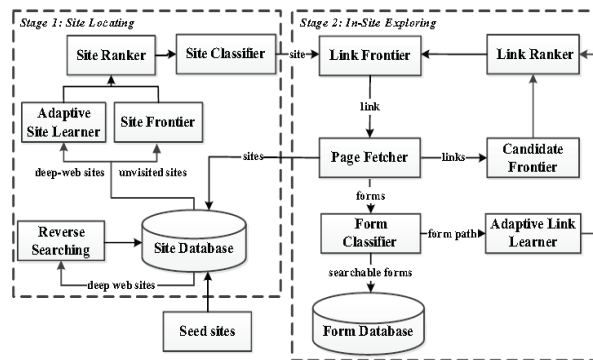 Stage 1: Site Locating
Stage 2: In-Site Exploring
Site Ranker
Site Classifier
site
Link Frontier
Link Ranker
link
Adaptive
Site Learner
Site Frontier
deep-web sites
unvisited sites
sites
Page Fetcher
links
Candidate
Frontier
forms
Reverse
Searching
Site Database
Form
Classifier
form path
Adaptive Link
Learner
deep web sites
searchable forms
Seed sites
Form Database